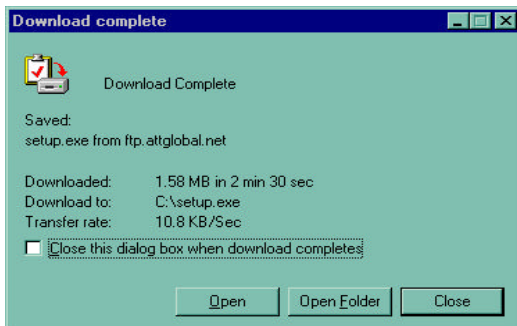 Download complete
Download Complete
Saved:
setup.exe from ftp.attglobal.net
Downloaded: 1.58 MB in 2 min 30 sec
Download to: C:\setup.exe
Transfer rate: 10.8 KB/Sec
Close this dialog box when download completes
Open Open Folder Close